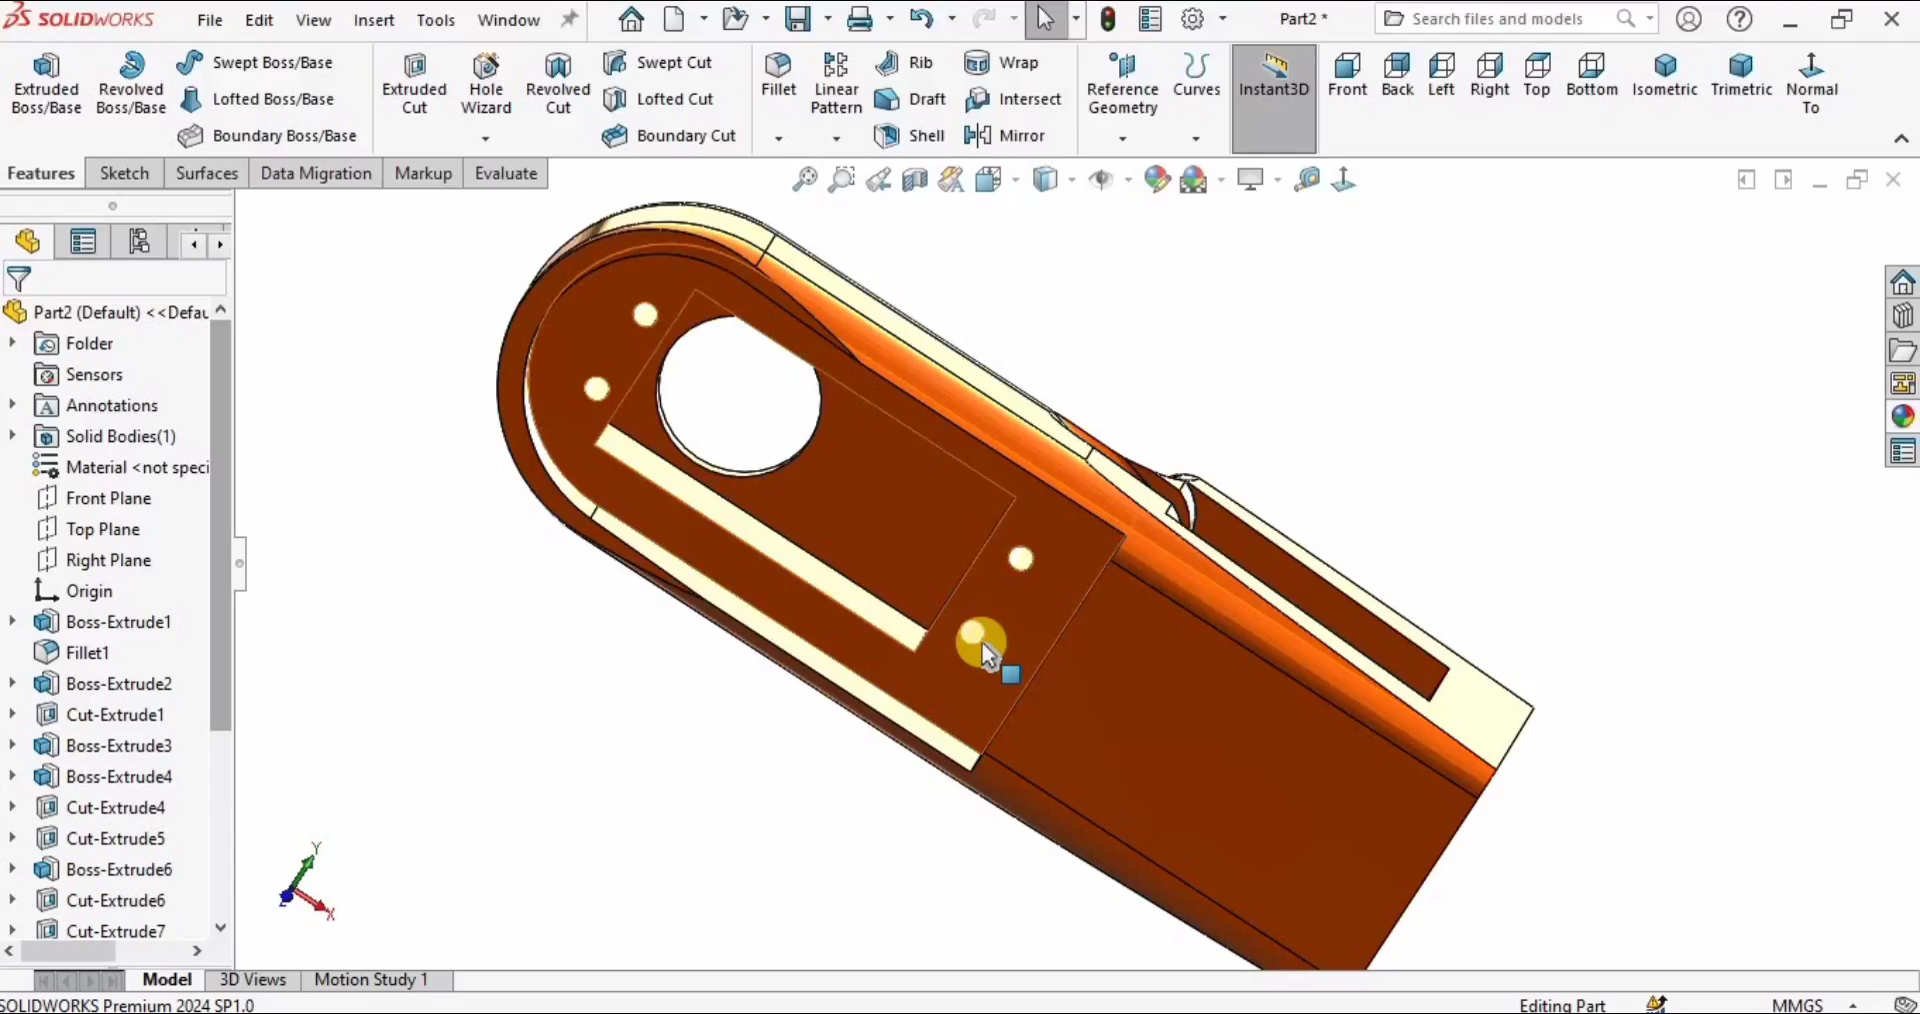 SOLIDWORKS File Edit View Insert Tools Window Part2 * Search files and models
Extruded Boss/Base
Revolved Boss/Base
Swept Boss/Base
Lofted Boss/Base
Boundary Boss/Base
Extruded Cut
Hole Wizard
Revolved Cut
Swept Cut
Lofted Cut
Boundary Cut
Fillet
Linear Pattern
Rib
Draft
Shell
Wrap
Intersect
Mirror
Reference Geometry
Curves
Instant3D
Front
Back
Left
Right
Top
Bottom
Isometric
Trimetric
Normal To
Features Sketch Surfaces Data Migration Markup Evaluate
Part2 (Default) <<Defau
Folder
Sensors
Annotations
Solid Bodies(1)
Material <not speci
Front Plane
Top Plane
Right Plane
Origin
Boss-Extrude1
Fillet1
Boss-Extrude2
Cut-Extrude1
Boss-Extrude3
Boss-Extrude4
Cut-Extrude4
Cut-Extrude5
Boss-Extrude6
Cut-Extrude6
Cut-Extrude7
Y
X
Z
Model 3D Views Motion Study 1
SOLIDWORKS Premium 2024 SP1.0 Editing Part MMGS